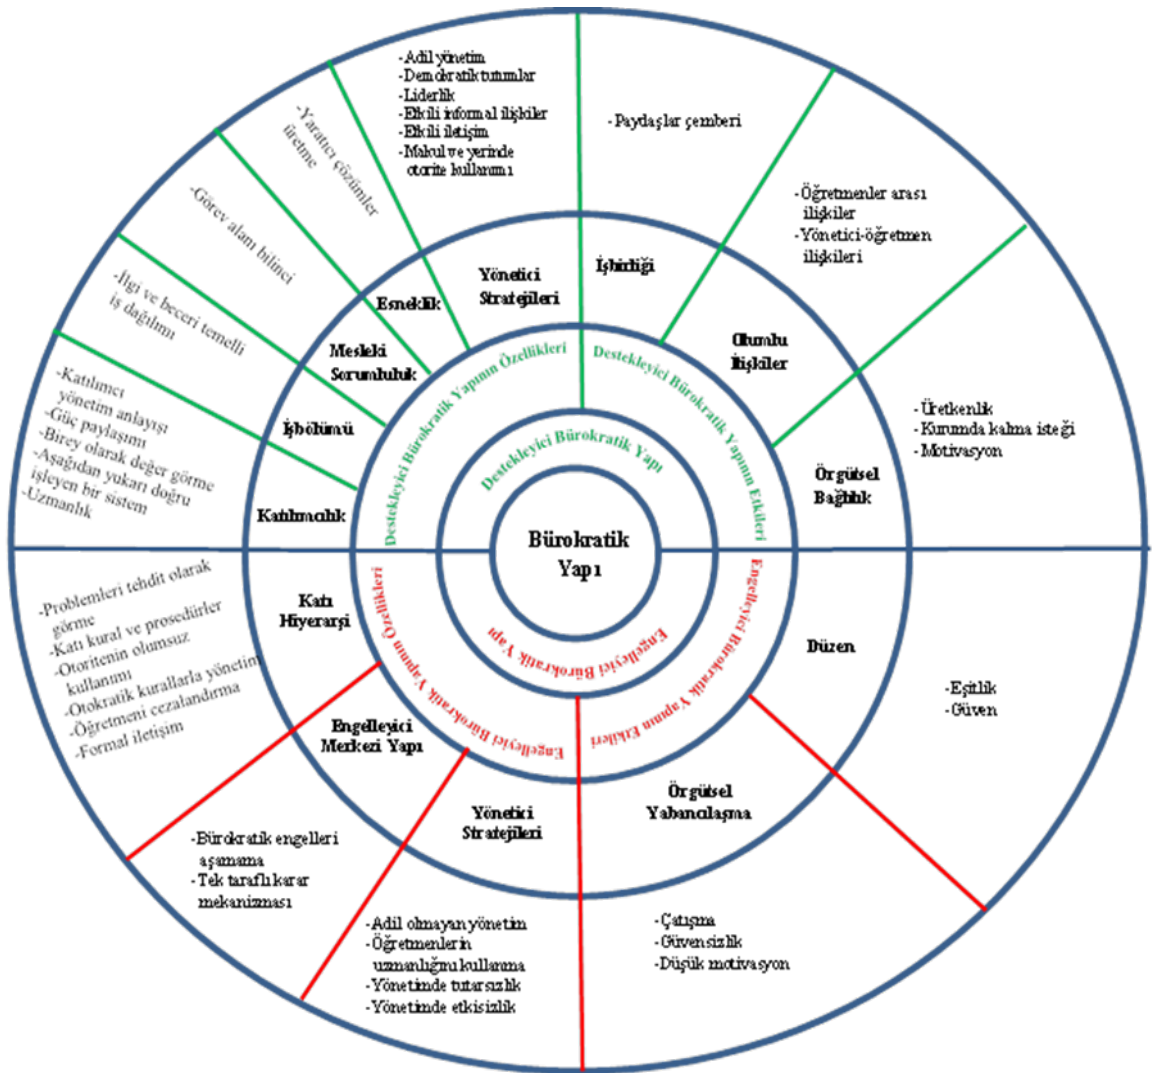 Bürokratik
Yapı
Destekleyici Bürokratik Yapı
Engelleyici Bürokratik Yapı
Destekleyici Bürokratik Yapının Özellikleri
Destekleyici Bürokratik Yapının Etkileri
Engelleyici Bürokratik Yapının Özellikleri
Engelleyici Bürokratik Yapının Etkileri
Katılımcılık
-Katılımcı
yönetim anlayışı
-Güç paylaşımı
-Birey olarak değer görme
-Aşağıdan yukarı doğru
işleyen bir sistem
-Uzmanlık
İşbölümü
-İlgi ve beceri temelli
iş dağılımı
Mesleki
Sorumluluk
-Görev alanı bilinci
Esneklik
-Yaratıcı çözümler
üretme
Yönetici
Stratejileri
-Adil yönetim
-Demokratik tutumlar
-Liderlik
-Etkili informal ilişkiler
-Etkili iletişim
-Makul ve yerinde
otorite kullanımı
İşbirliği
-Paydaşlar çemberi
Olumlu
İlişkiler
-Öğretmenler arası
ilişkiler
-Yönetici-öğretmen
ilişkileri
Örgütsel
Bağlılık
-Üretkenlik
-Kurumda kalma isteği
-Motivasyon
Düzen
-Eşitlik
-Güven
Örgütsel
Yabancılaşma
-Çatışma
-Güvensizlik
-Düşük motivasyon
Yönetici
Stratejileri
-Adil olmayan yönetim
-Öğretmenlerin
uzmanlığını kullanma
-Yönetimde tutarsızlık
-Yönetimde etkisizlik
Engelleyici
Merkezi Yapı
-Bürokratik engelleri
aşamama
-Tek taraflı karar
mekanizması
Katı
Hiyerarşi
-Problemleri tehdit olarak
görme
-Katı kural ve prosedürler
-Otoritenin olumsuz
kullanımı
-Otokratik kurallarla yönetim
-Öğretmeni cezalandırma
-Formal iletişim